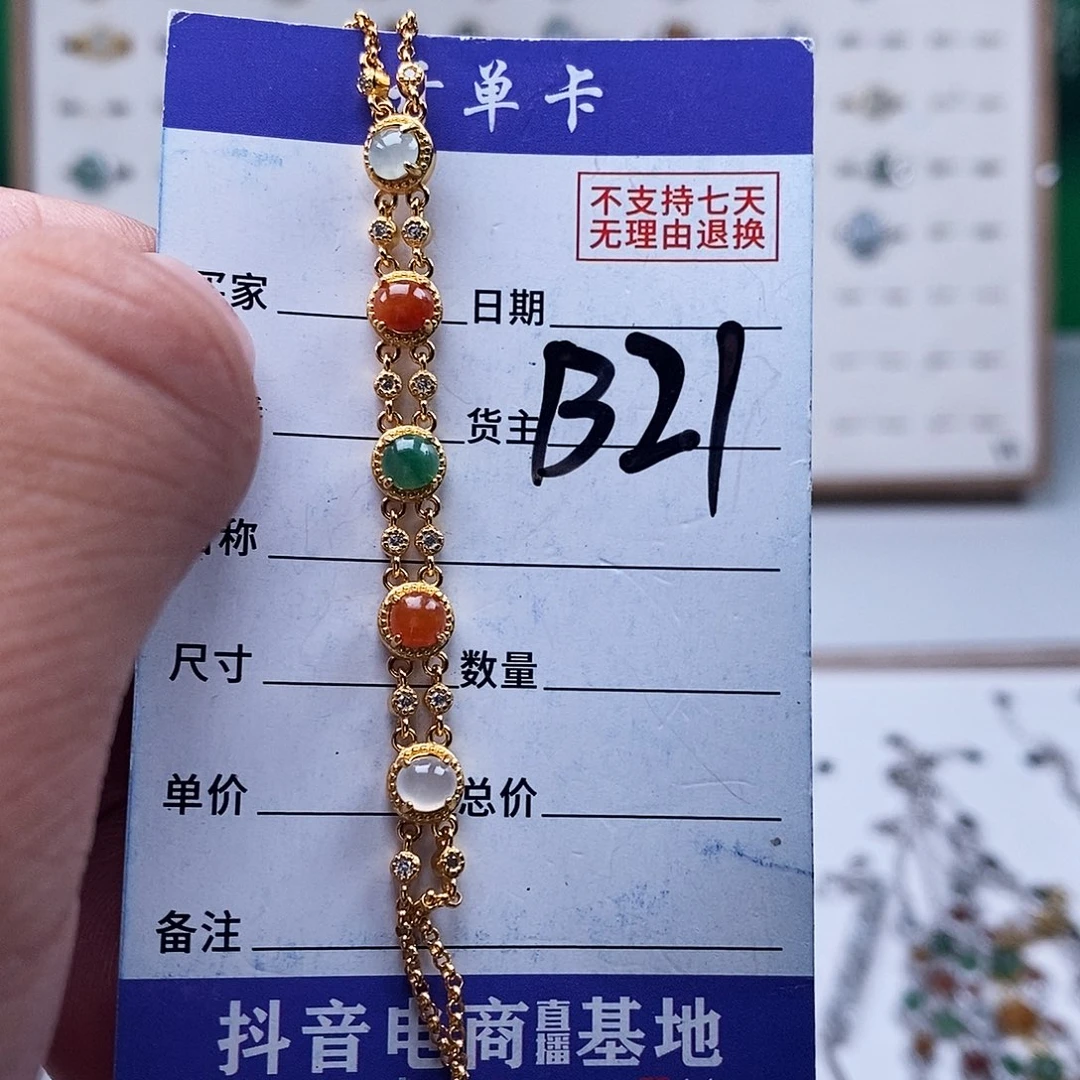 单卡
不支持七天
无理由退换
家 日期
货主 B21
称
尺寸 数量
单价 总价
备注
抖音电商直播基地